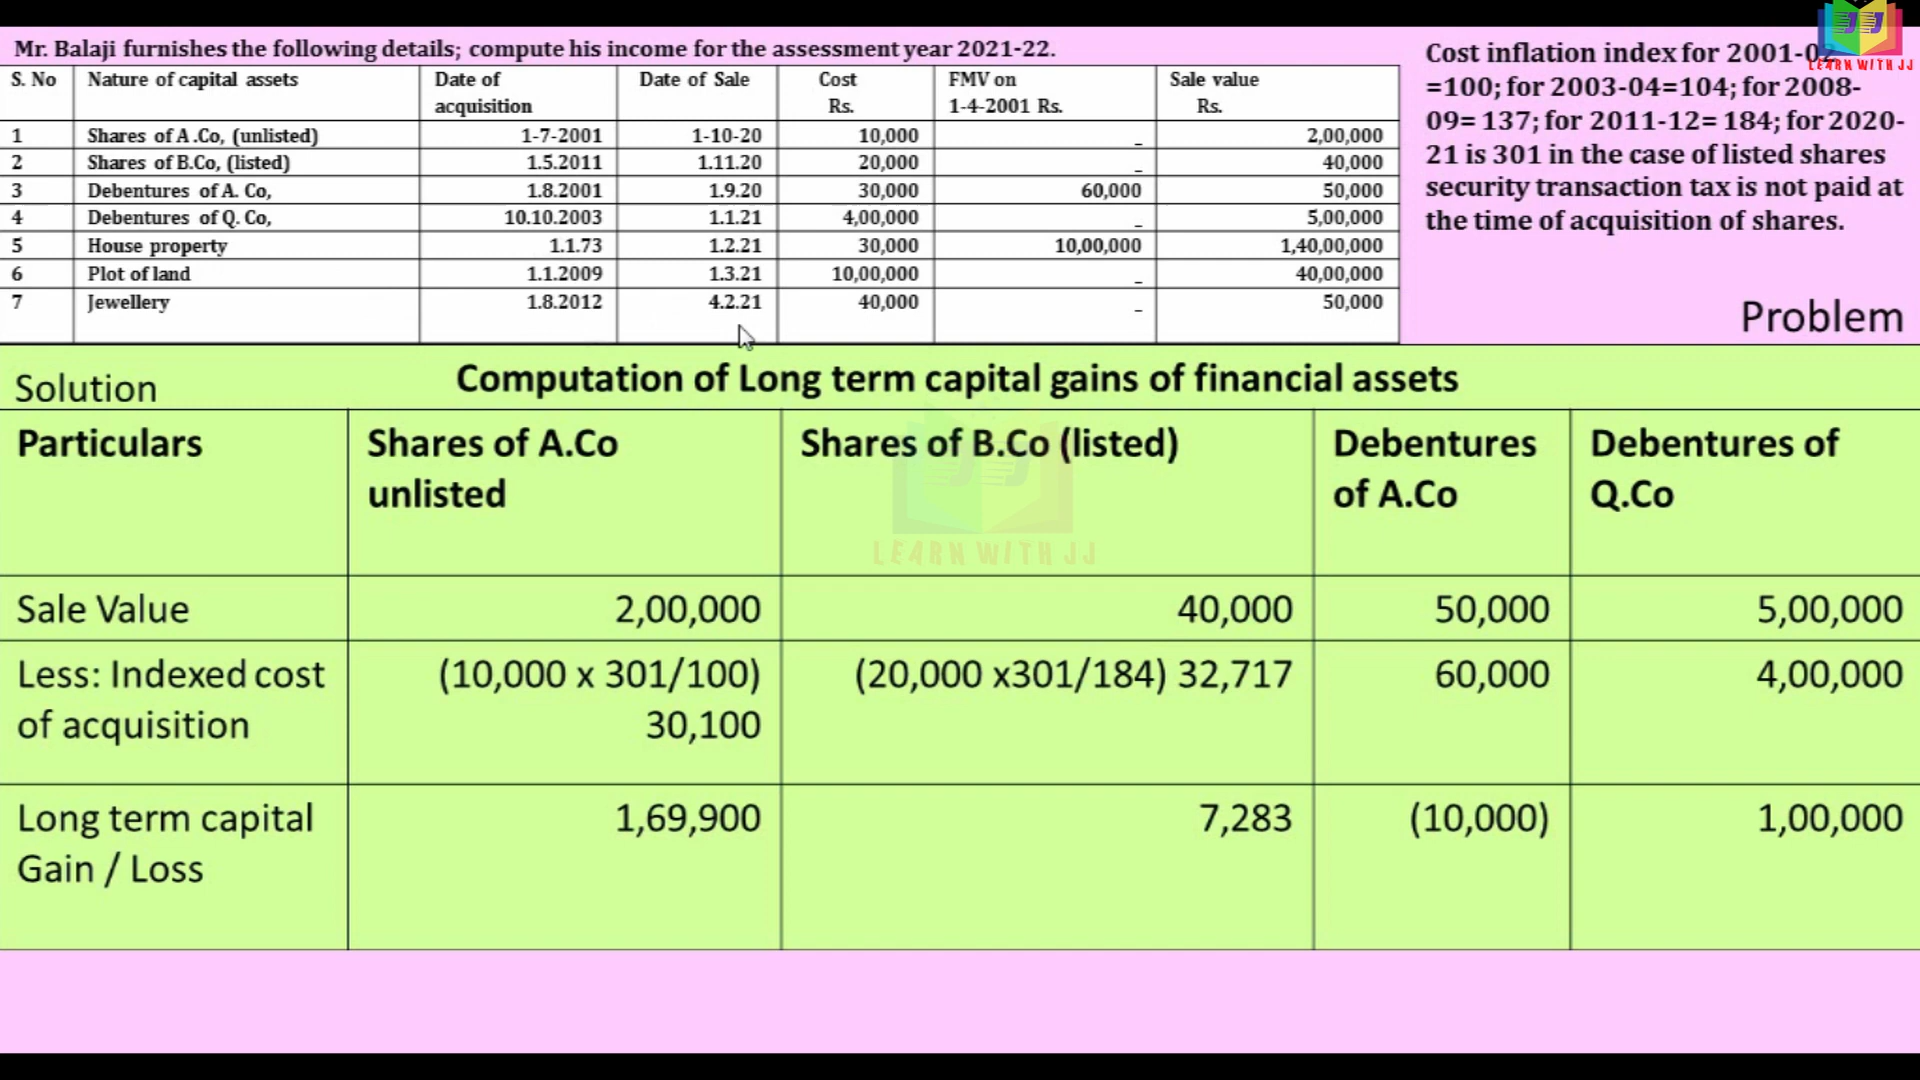 Mr. Balaji furnishes the following details; compute his income for the assessment year 2021-22.
S. No Nature of capital assets Date of acquisition Date of Sale Cost Rs. FMV on 1-4-2001 Rs. Sale value Rs.
1 Shares of A .Co, (unlisted) 1-7-2001 1-10-20 10,000 _ 2,00,000
2 Shares of B.Co, (listed) 1.5.2011 1.11.20 20,000 _ 40,000
3 Debentures of A. Co, 1.8.2001 1.9.20 30,000 60,000 50,000
4 Debentures of Q. Co, 10.10.2003 1.1.21 4,00,000 _ 5,00,000
5 House property 1.1.73 1.2.21 30,000 10,00,000 1,40,00,000
6 Plot of land 1.1.2009 1.3.21 10,00,000 _ 40,00,000
7 Jewellery 1.8.2012 4.2.21 40,000 _ 50,000
Cost inflation index for 2001-02
=100; for 2003-04=104; for 2008-
09= 137; for 2011-12= 184; for 2020-
21 is 301 in the case of listed shares
security transaction tax is not paid at
the time of acquisition of shares.
JJ
LEARN WITH JJ
Problem
Solution
Computation of Long term capital gains of financial assets
Particulars Shares of A.Co unlisted Shares of B.Co (listed) Debentures of A.Co Debentures of Q.Co
JJ
LEARN WITH JJ
Sale Value 2,00,000 40,000 50,000 5,00,000
Less: Indexed cost of acquisition (10,000 x 301/100) 30,100 (20,000 x301/184) 32,717 60,000 4,00,000
Long term capital Gain / Loss 1,69,900 7,283 (10,000) 1,00,000